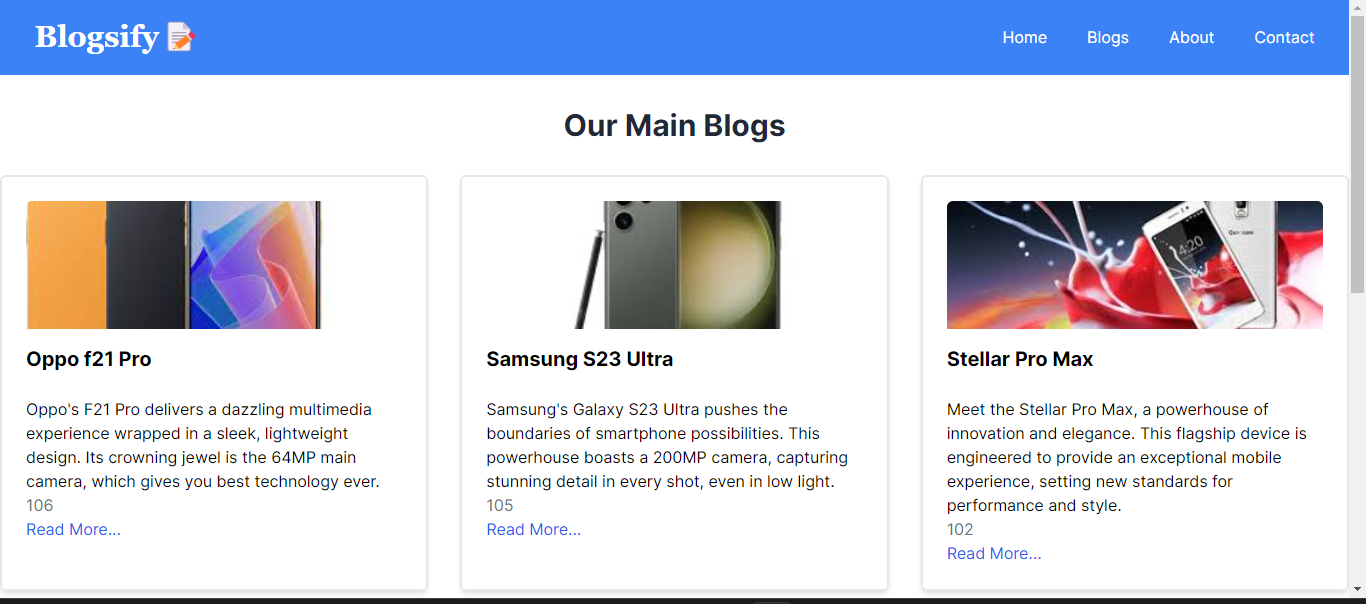 Blogsify
Home Blogs About Contact
Our Main Blogs
Oppo f21 Pro
Oppo's F21 Pro delivers a dazzling multimedia
experience wrapped in a sleek, lightweight
design. Its crowning jewel is the 64MP main
camera, which gives you best technology ever.
106
Read More...
Samsung S23 Ultra
Samsung's Galaxy S23 Ultra pushes the
boundaries of smartphone possibilities. This
powerhouse boasts a 200MP camera, capturing
stunning detail in every shot, even in low light.
105
Read More...
4:20
Stellar Pro Max
Meet the Stellar Pro Max, a powerhouse of
innovation and elegance. This flagship device is
engineered to provide an exceptional mobile
experience, setting new standards for
performance and style.
102
Read More...